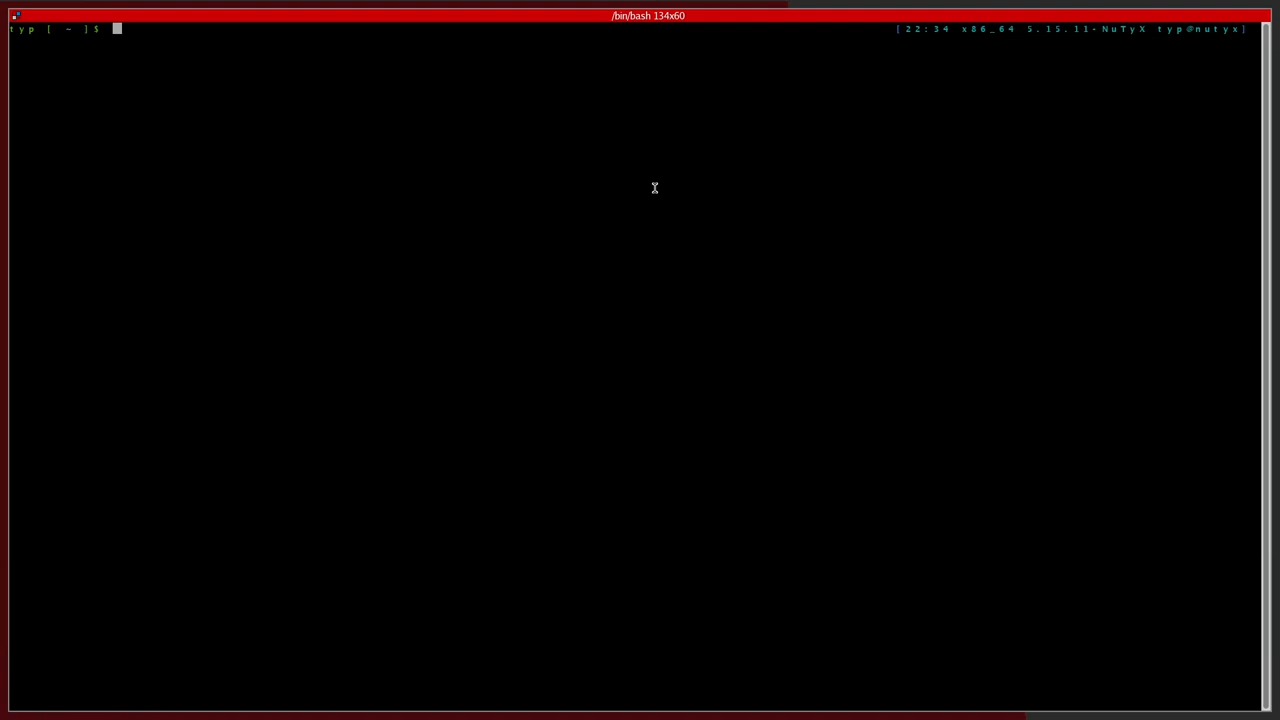 /bin/bash 134x60
typ [ ~ ]$ [22:34 x86_64 5.15.11-NuTyX typ@nutyx]